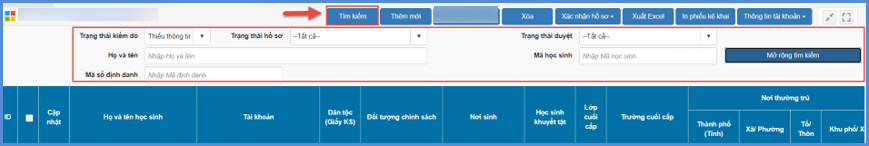 Tìm kiếm Thêm mới Xóa Xác nhận hồ sơ Xuất Excel In phiếu kê khai Thông tin tài khoản
Trạng thái kiểm dò Thiếu thông tin Trạng thái hồ sơ --Tất cả-- Trạng thái duyệt --Tất cả--
Họ và tên Nhập Họ và tên Mã học sinh Nhập Mã học sinh Mở rộng tìm kiếm
Mã số định danh Nhập Mã định danh
ID Cập nhật Họ và tên học sinh Tài khoản Dân tộc (Giấy KS) Đối tượng chính sách Nơi sinh Học sinh khuyết tật Lớp cuối cấp Trường cuối cấp Nơi thường trú
Thành phố (Tỉnh) Xã/ Phường Tổ/ Thôn Khu phố/ X